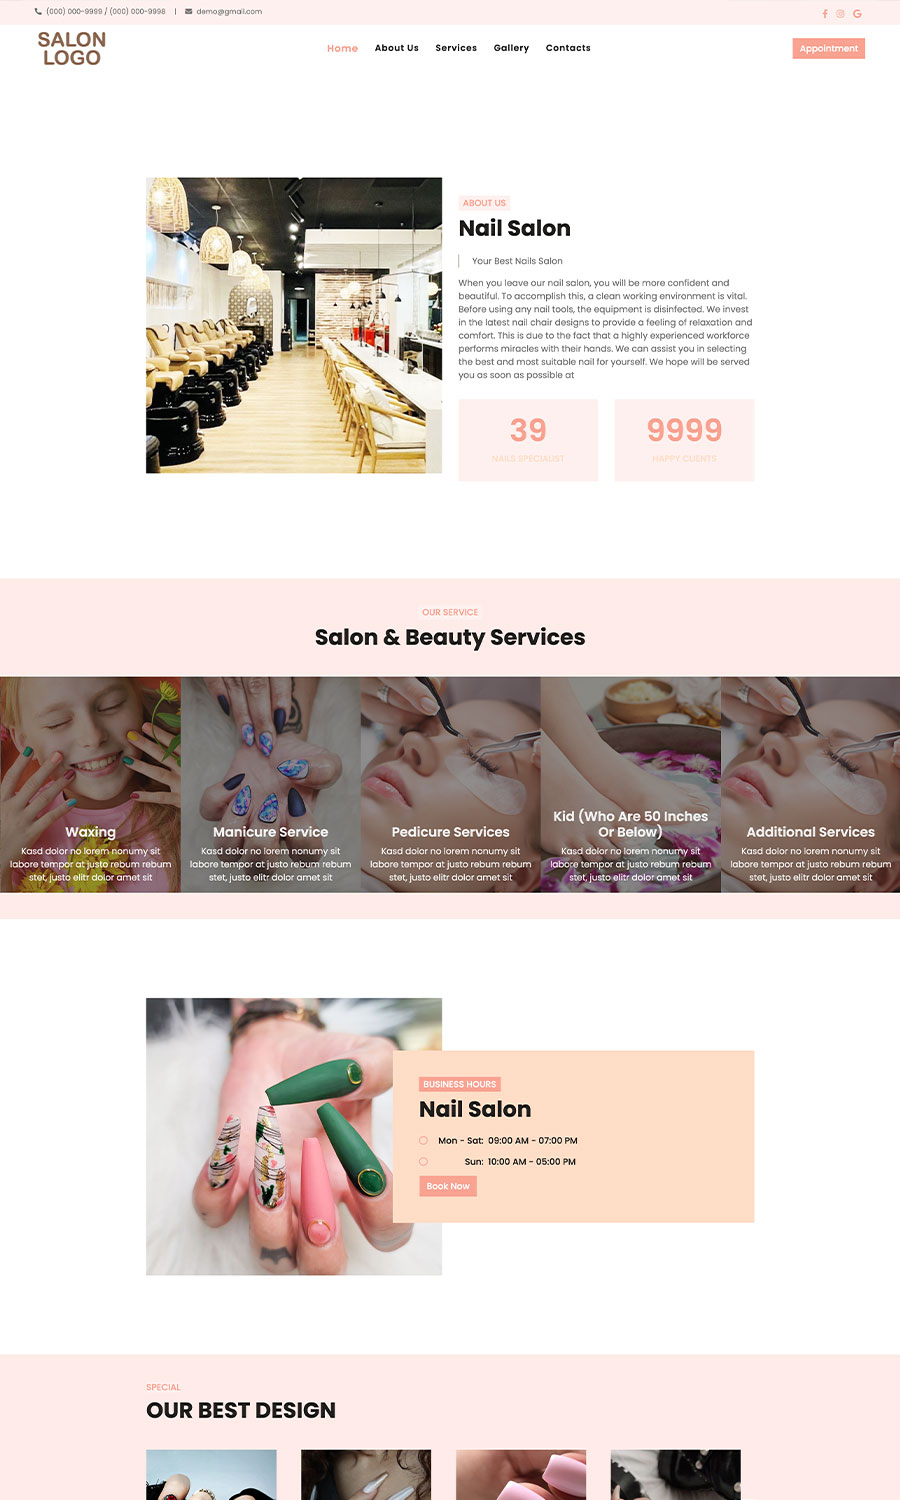 (000) 000-9999 / (000) 000-9998 | demo@gmail.com
SALON
LOGO
Home About Us Services Gallery Contacts
Appointment
ABOUT US
Nail Salon
Your Best Nails Salon
When you leave our nail salon, you will be more confident and
beautiful. To accomplish this, a clean working environment is vital.
Before using any nail tools, the equipment is disinfected. We invest
in the latest nail chair designs to provide a feeling of relaxation and
comfort. This is due to the fact that a highly experienced workforce
performs miracles with their hands. We can assist you in selecting
the best and most suitable nail for yourself. We hope will be served
you as soon as possible at
39
NAILS SPECIALIST
9999
HAPPY CLIENTS
OUR SERVICE
Salon & Beauty Services
Waxing
Kasd dolor no lorem nonumy sit
labore tempor at justo rebum rebum
stet, justo elitr dolor amet sit
Manicure Service
Kasd dolor no lorem nonumy sit
labore tempor at justo rebum rebum
stet, justo elitr dolor amet sit
Pedicure Services
Kasd dolor no lorem nonumy sit
labore tempor at justo rebum rebum
stet, justo elitr dolor amet sit
Kid (Who Are 50 Inches
Or Below)
Kasd dolor no lorem nonumy sit
labore tempor at justo rebum rebum
stet, justo elitr dolor amet sit
Additional Services
Kasd dolor no lorem nonumy sit
labore tempor at justo rebum rebum
stet, justo elitr dolor amet sit
BUSINESS HOURS
Nail Salon
Mon - Sat: 09:00 AM - 07:00 PM
Sun: 10:00 AM - 05:00 PM
Book Now
SPECIAL
OUR BEST DESIGN